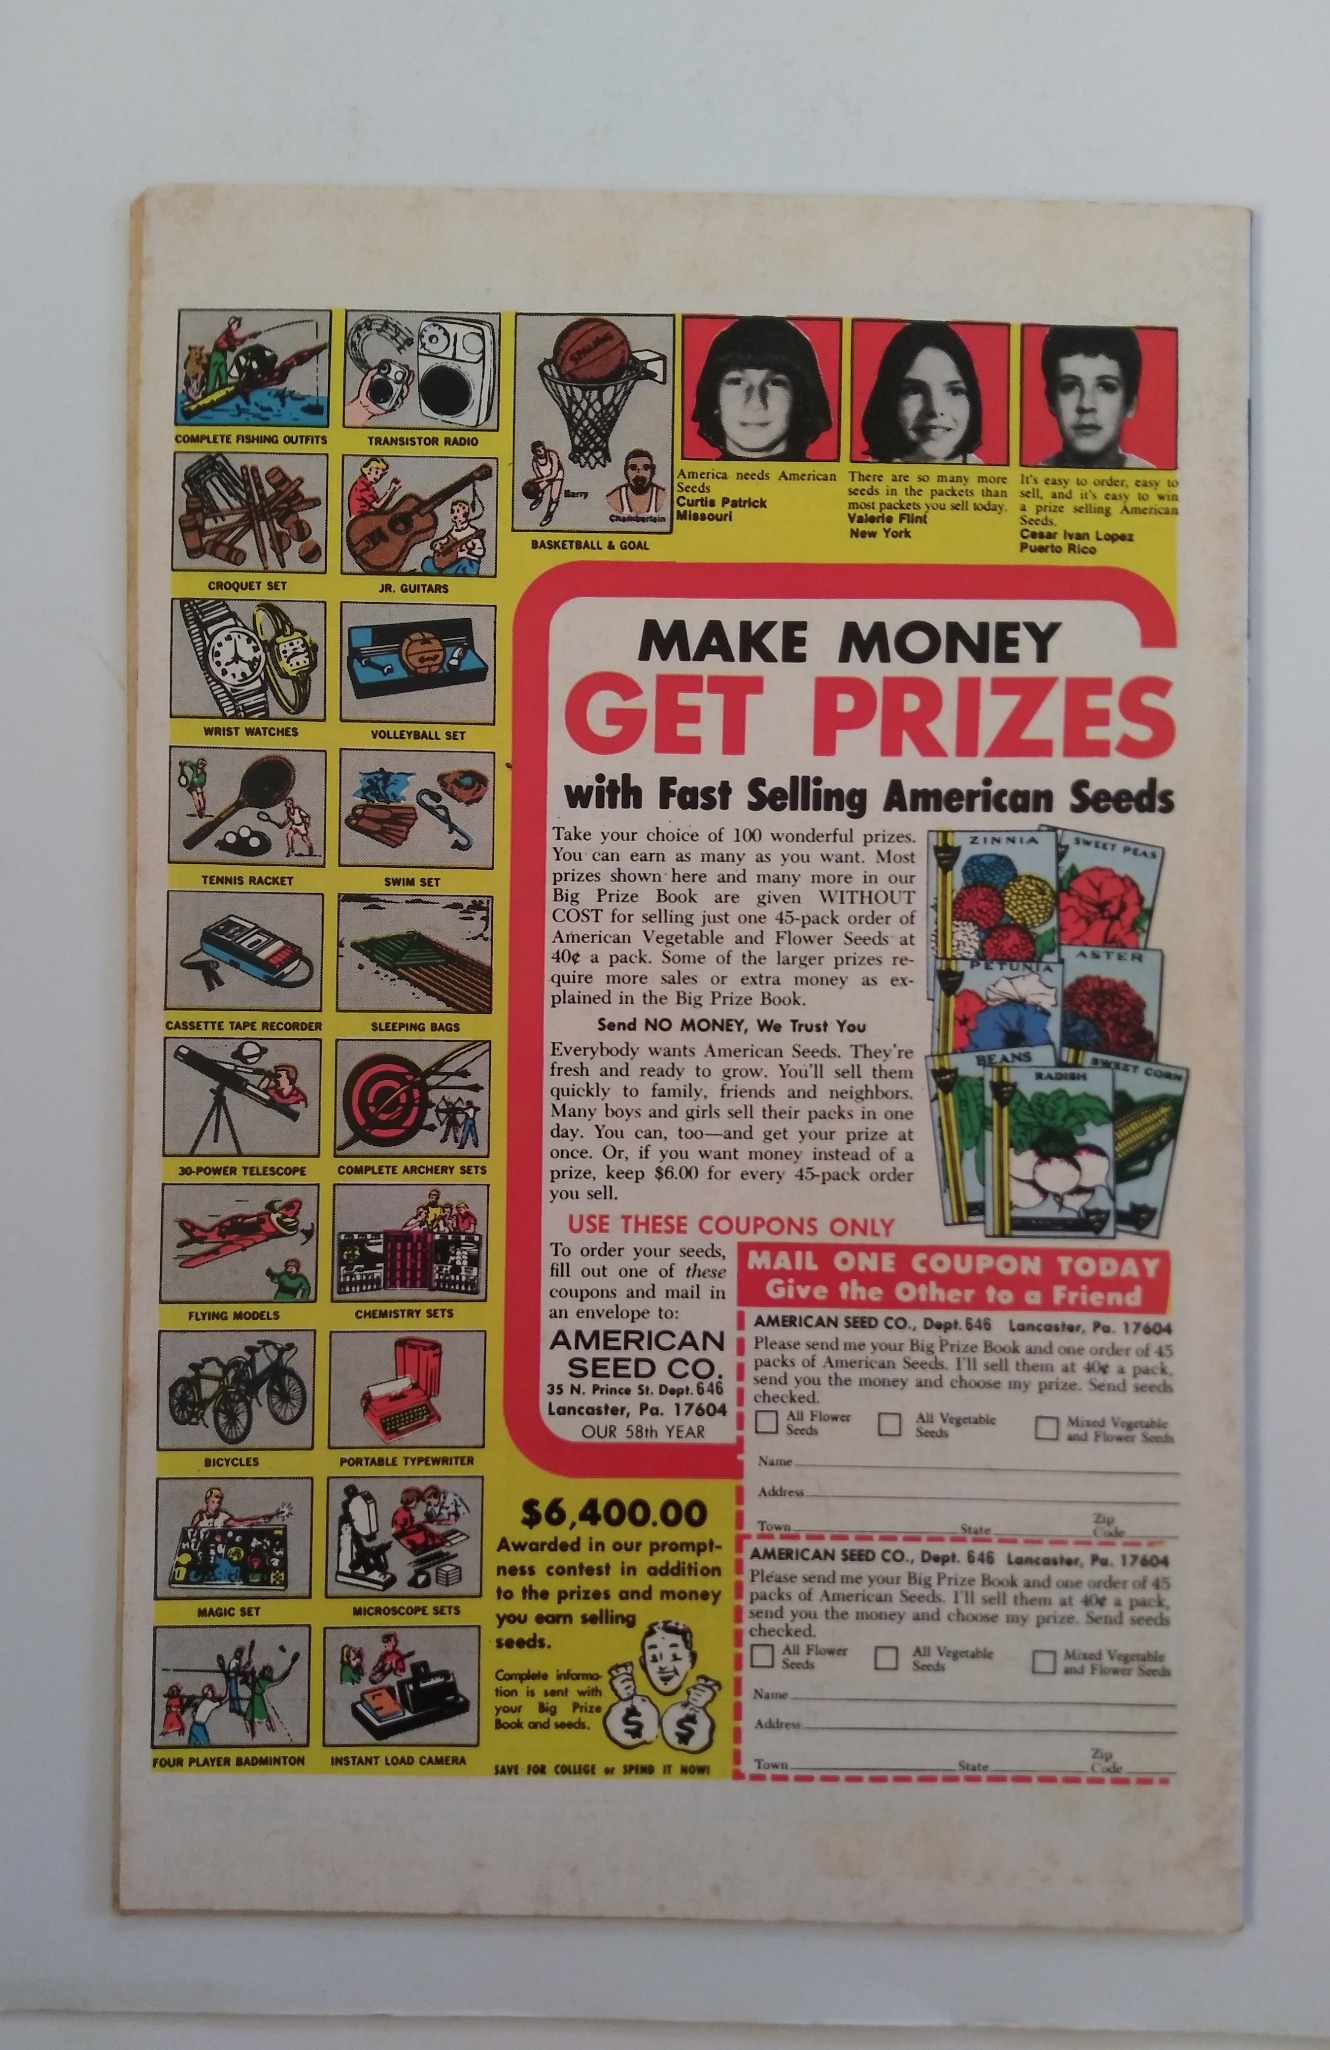 COMPLETE FISHING OUTFITS
TRANSISTOR RADIO
SPALDING
Barry
Chamberlain
BASKETBALL & GOAL
America needs American
Seeds
Curtis Patrick
Missouri
There are so many more
seeds in the packets than
most packets you sell today.
Valerie Flint
New York
It's easy to order, easy to
sell, and it's easy to win
a prize selling American
Seeds.
Cesar Ivan Lopez
Puerto Rico
CROQUET SET
JR. GUITARS
WRIST WATCHES
VOLLEYBALL SET
TENNIS RACKET
SWIM SET
CASSETTE TAPE RECORDER
SLEEPING BAGS
30-POWER TELESCOPE
COMPLETE ARCHERY SETS
FLYING MODELS
CHEMISTRY SETS
BICYCLES
PORTABLE TYPEWRITER
MAGIC SET
MICROSCOPE SETS
FOUR PLAYER BADMINTON
INSTANT LOAD CAMERA
MAKE MONEY
GET PRIZES
with Fast Selling American Seeds
Take your choice of 100 wonderful prizes.
You can earn as many as you want. Most
prizes shown here and many more in our
Big Prize Book are given WITHOUT
COST for selling just one 45-pack order of
American Vegetable and Flower Seeds at
40¢ a pack. Some of the larger prizes re-
quire more sales or extra money as ex-
plained in the Big Prize Book.
Send NO MONEY, We Trust You
Everybody wants American Seeds. They're
fresh and ready to grow. You'll sell them
quickly to family, friends and neighbors.
Many boys and girls sell their packs in one
day. You can, too—and get your prize at
once. Or, if you want money instead of a
prize, keep $6.00 for every 45-pack order
you sell.
ZINNIA
SWEET PEAS
PETUNIA
ASTER
BEANS
RADISH
SWEET CORN
USE THESE COUPONS ONLY
To order your seeds,
fill out one of these
coupons and mail in
an envelope to:
AMERICAN
SEED CO.
35 N. Prince St. Dept. 646
Lancaster, Pa. 17604
OUR 58th YEAR
$6,400.00
Awarded in our prompt-
ness contest in addition
to the prizes and money
you earn selling
seeds.
Complete informa-
tion is sent with
your Big Prize
Book and seeds.
$ $
SAVE FOR COLLEGE or SPEND IT NOW!
MAIL ONE COUPON TODAY
Give the Other to a Friend
AMERICAN SEED CO., Dept. 646 Lancaster, Pa. 17604
Please send me your Big Prize Book and one order of 45
packs of American Seeds. I'll sell them at 40¢ a pack,
send you the money and choose my prize. Send seeds
checked.
All Flower
Seeds
All Vegetable
Seeds
Mixed Vegetable
and Flower Seeds
Name
Address
Town State Zip Code
AMERICAN SEED CO., Dept. 646 Lancaster, Pa. 17604
Please send me your Big Prize Book and one order of 45
packs of American Seeds. I'll sell them at 40¢ a pack,
send you the money and choose my prize. Send seeds
checked.
All Flower
Seeds
All Vegetable
Seeds
Mixed Vegetable
and Flower Seeds
Name
Address
Town State Zip Code